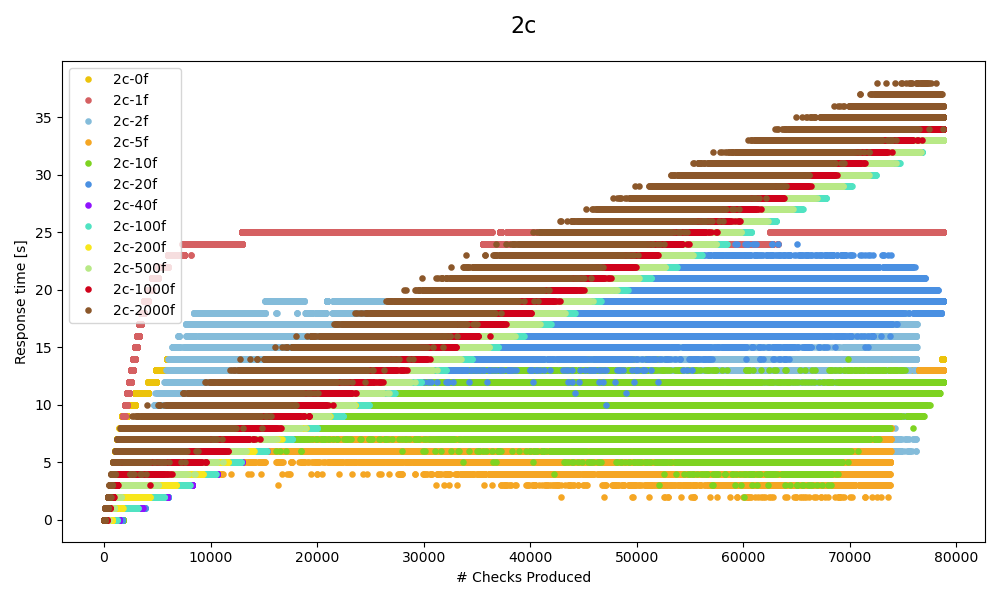 2c
2c-0f
2c-1f
2c-2f
2c-5f
2c-10f
2c-20f
2c-40f
2c-100f
2c-200f
2c-500f
2c-1000f
2c-2000f
Response time [s]
35
30
25
20
15
10
5
0
0 10000 20000 30000 40000 50000 60000 70000 80000
# Checks Produced